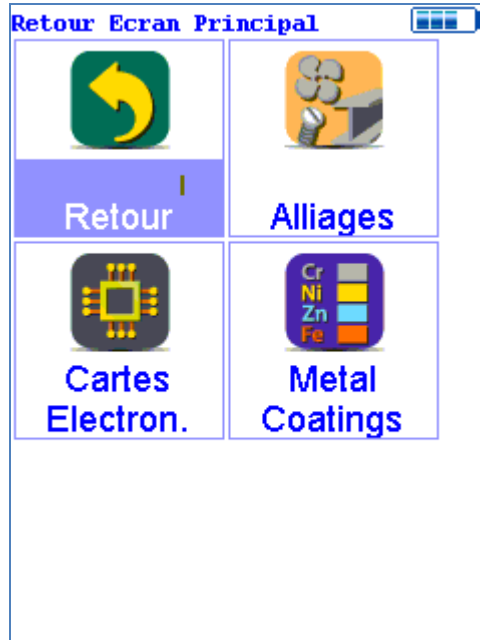 Retour Ecran Principal
Retour
Alliages
Cartes
Electron.
Cr
Ni
Zn
Fe
Metal
Coatings